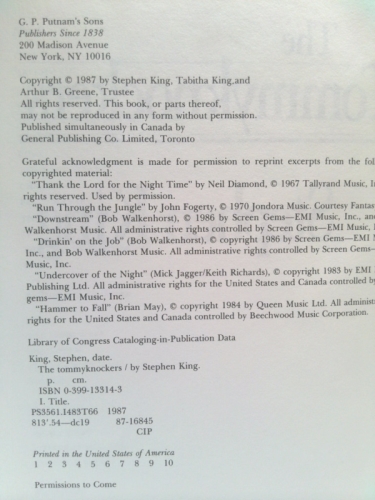 G. P. Putnam's Sons
Publishers Since 1838
200 Madison Avenue
New York, NY 10016
Copyright © 1987 by Stephen King, Tabitha King,and
Arthur B. Greene, Trustee
All rights reserved. This book, or parts thereof,
may not be reproduced in any form without permission.
Published simultaneously in Canada by
General Publishing Co. Limited, Toronto
Grateful acknowledgment is made for permission to reprint excerpts from the fol
copyrighted material:
"Thank the Lord for the Night Time" by Neil Diamond, © 1967 Tallyrand Music, I
rights reserved. Used by permission.
"Run Through the Jungle" by John Fogerty, © 1970 Jondora Music. Courtesy Fantas
"Downstream" (Bob Walkenhorst), © 1986 by Screen Gems—EMI Music, Inc., and
Walkenhorst Music. All administrative rights controlled by Screen Gems—EMI Music, I
"Drinkin' on the Job" (Bob Walkenhorst), © copyright 1986 by Screen Gems—EMI M
Inc., and Bob Walkenhorst Music. All administrative rights controlled by Screen Gems—
Music, Inc.
"Undercover of the Night" (Mick Jagger/Keith Richards), © copyright 1983 by EMI
Publishing Ltd. All administrative rights for the United States and Canada controlled by
gems—EMI Music, Inc.
"Hammer to Fall" (Brian May), © copyright 1984 by Queen Music Ltd. All administ
rights for the United States and Canada controlled by Beechwood Music Corporation.
Library of Congress Cataloging-in-Publication Data
King, Stephen, date.
The tommyknockers / by Stephen King.
p. cm.
ISBN 0-399-13314-3
I. Title.
PS3561.I483T66 1987
813'.54—dc19 87-16845
CIP
Printed in the United States of America
1 2 3 4 5 6 7 8 9 10
Permissions to Come